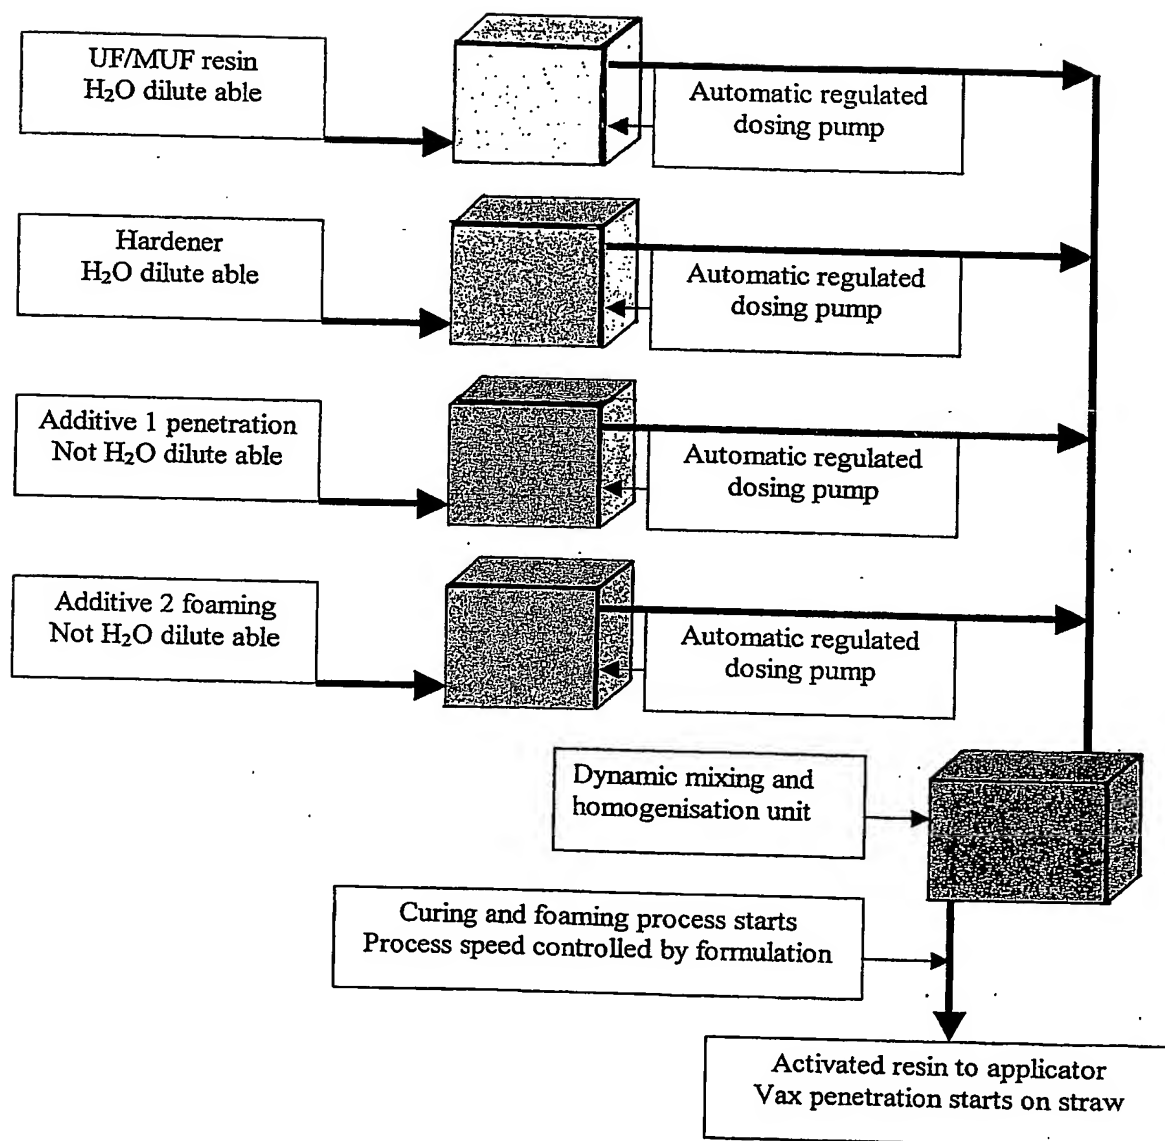 UF/MUF resin
H₂O dilute able
Automatic regulated
dosing pump
Hardener
H₂O dilute able
Automatic regulated
dosing pump
Additive 1 penetration
Not H₂O dilute able
Automatic regulated
dosing pump
Additive 2 foaming
Not H₂O dilute able
Automatic regulated
dosing pump
Dynamic mixing and
homogenisation unit
Curing and foaming process starts
Process speed controlled by formulation
Activated resin to applicator
Vax penetration starts on straw